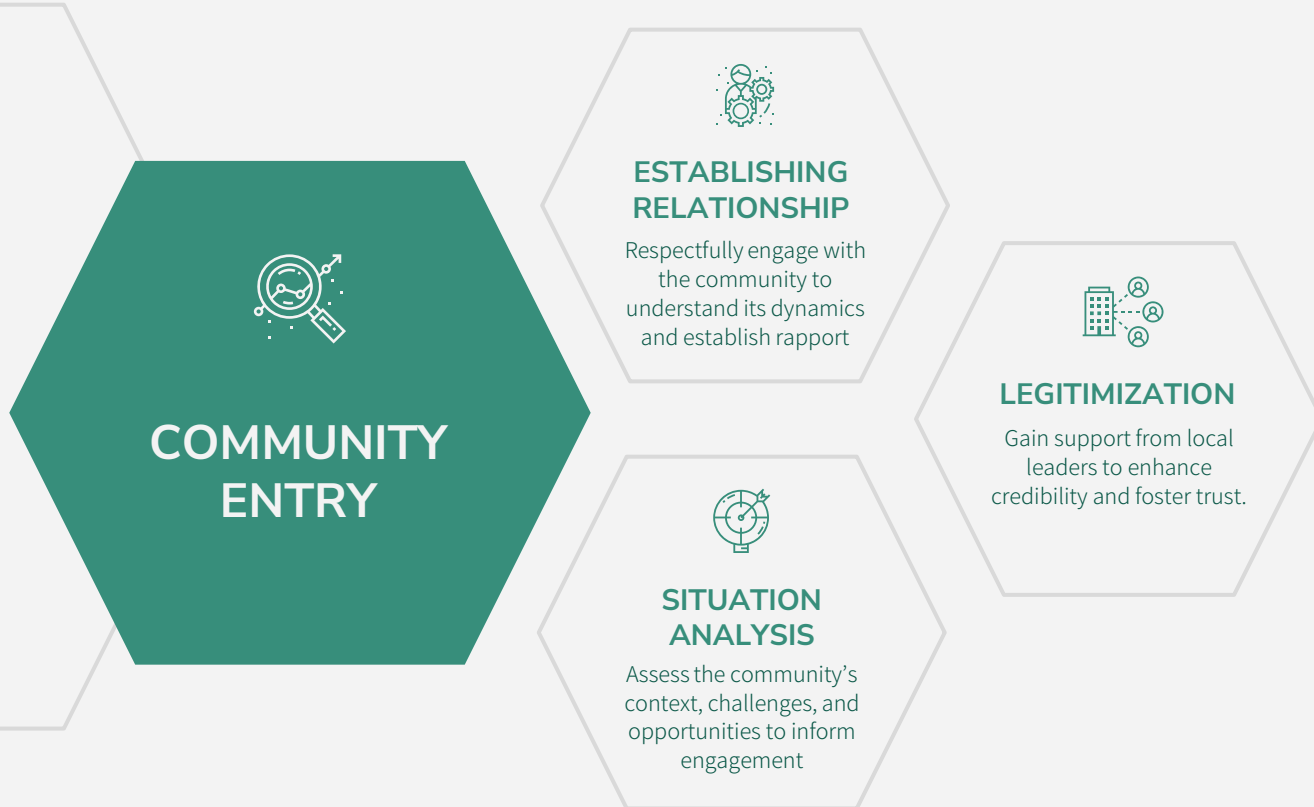 COMMUNITY
ENTRY
ESTABLISHING
RELATIONSHIP
Respectfully engage with
the community to
understand its dynamics
and establish rapport
LEGITIMIZATION
Gain support from local
leaders to enhance
credibility and foster trust.
SITUATION
ANALYSIS
Assess the community’s
context, challenges, and
opportunities to inform
engagement